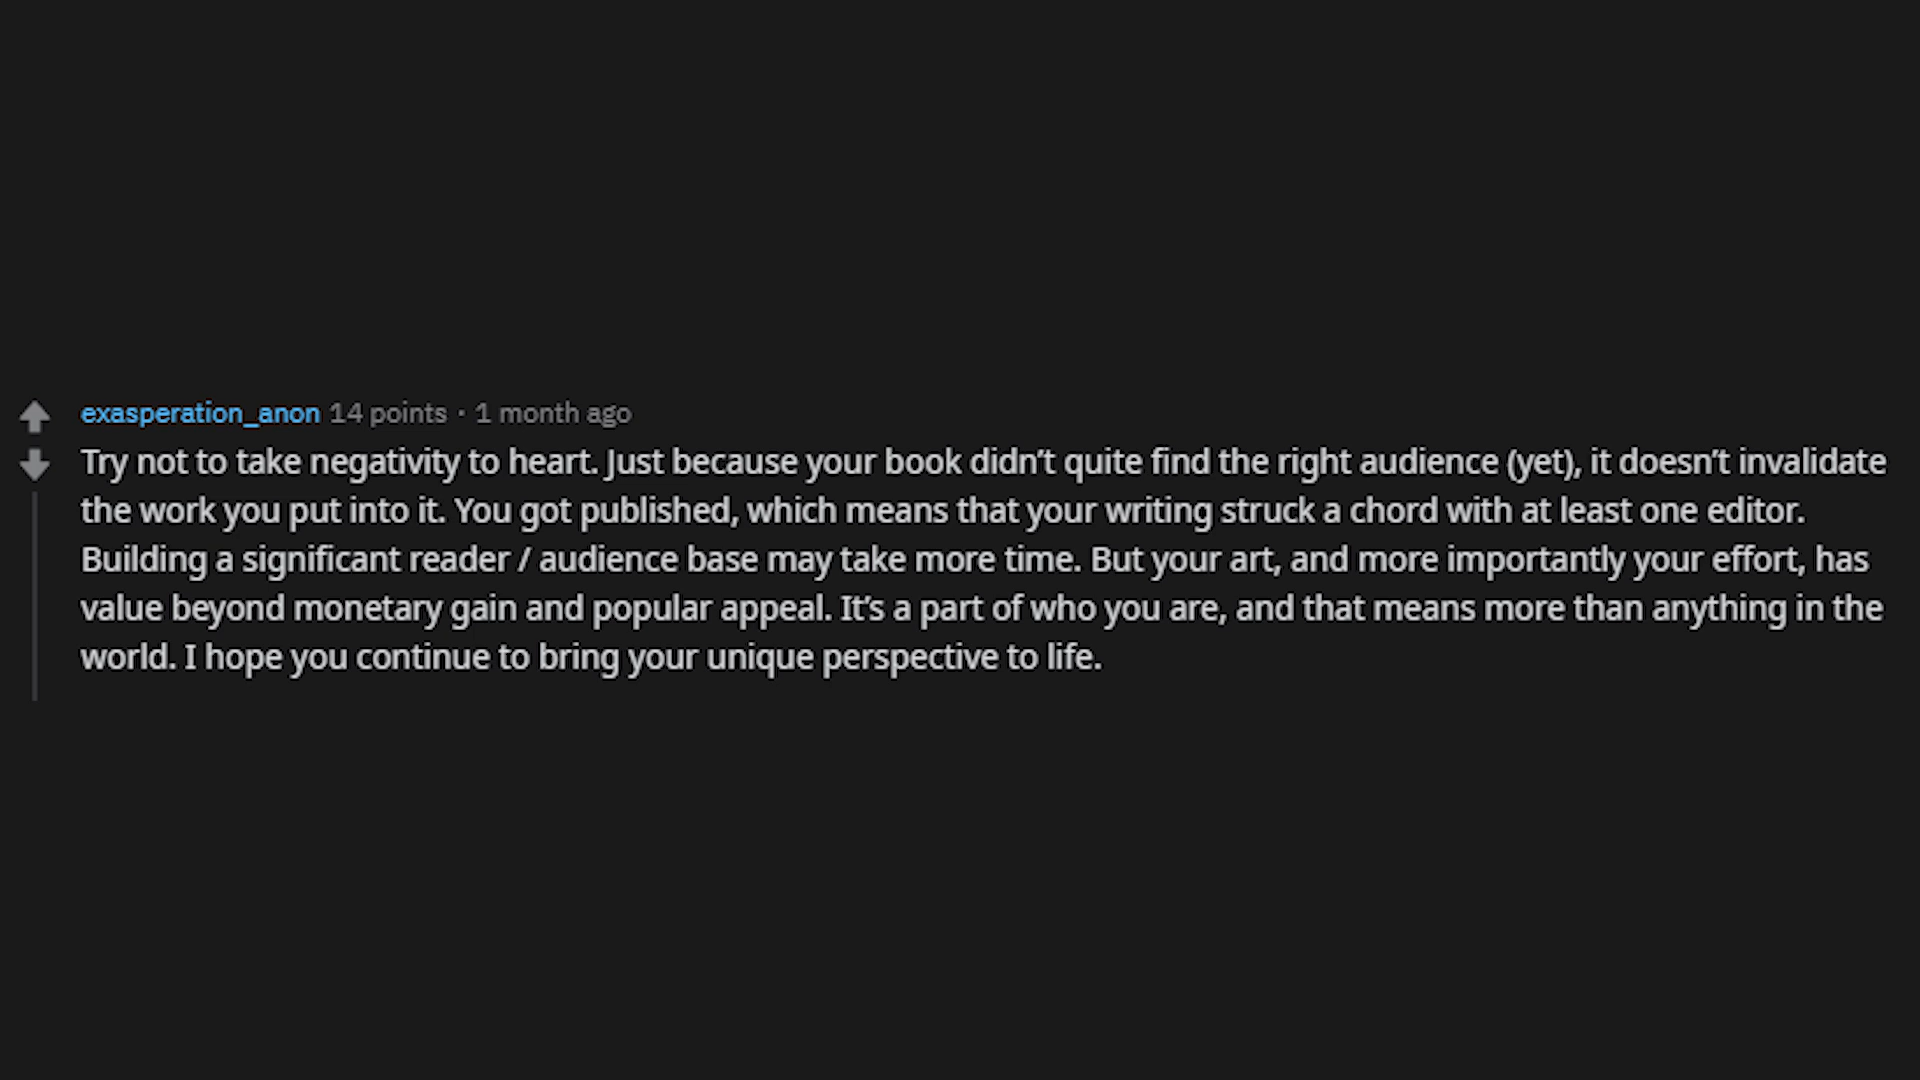 exasperation_anon 14 points · 1 month ago
Try not to take negativity to heart. Just because your book didn’t quite find the right audience (yet), it doesn’t invalidate
the work you put into it. You got published, which means that your writing struck a chord with at least one editor.
Building a significant reader / audience base may take more time. But your art, and more importantly your effort, has
value beyond monetary gain and popular appeal. It’s a part of who you are, and that means more than anything in the
world. I hope you continue to bring your unique perspective to life.